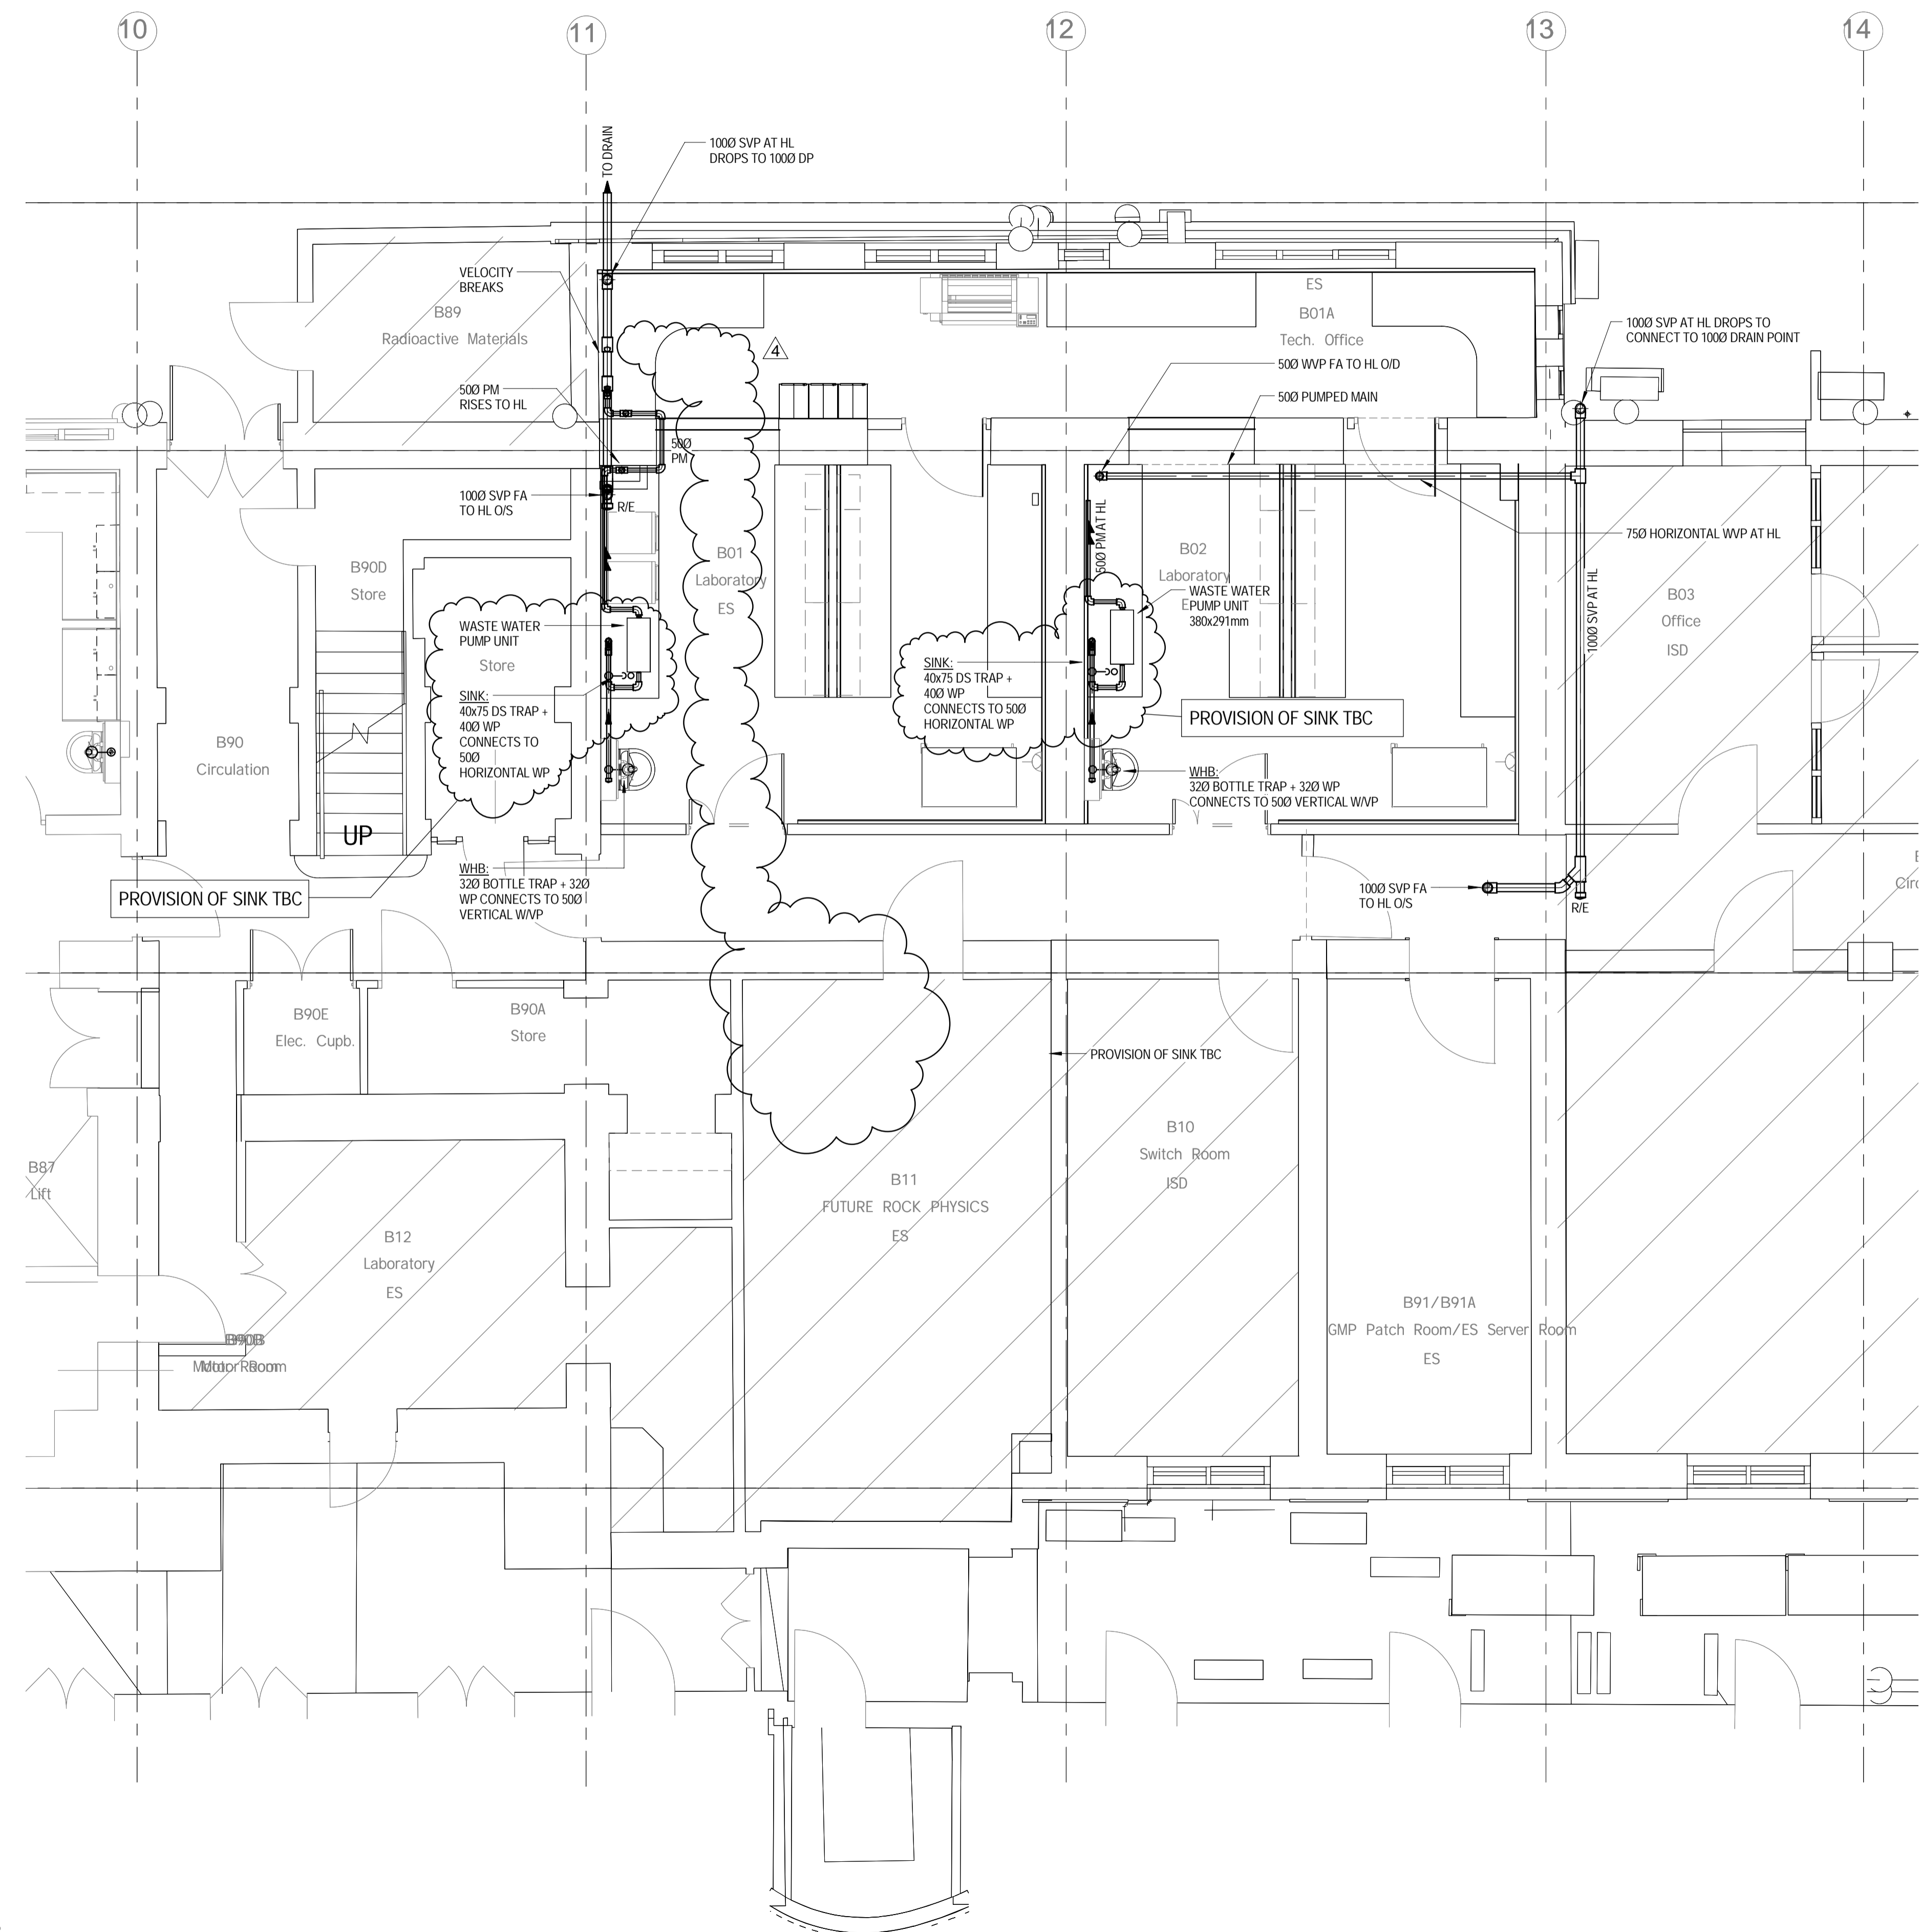 10
11
12
13
14
TO DRAIN
100Ø SVP AT HL
DROPS TO 100Ø DP
VELOCITY
BREAKS
B89
Radioactive Materials
4
ES
B01A
Tech. Office
100Ø SVP AT HL DROPS TO
CONNECT TO 100Ø DRAIN POINT
50Ø WVP FA TO HL O/D
50Ø PUMPED MAIN
50Ø PM
RISES TO HL
50Ø
PM
100Ø SVP FA
TO HL O/S
R/E
50Ø PM AT HL
75Ø HORIZONTAL WVP AT HL
100Ø SVP AT HL
B90D
Store
B01
Laboratory
ES
B02
Laboratory
E
WASTE WATER
PUMP UNIT
380x291mm
B03
Office
ISD
WASTE WATER
PUMP UNIT
Store
SINK:
40x75 DS TRAP +
40Ø WP
CONNECTS TO
50Ø
HORIZONTAL WP
SINK:
40x75 DS TRAP +
40Ø WP
CONNECTS TO 50Ø
HORIZONTAL WP
PROVISION OF SINK TBC
B90
Circulation
UP
WHB:
32Ø BOTTLE TRAP + 32Ø WP
CONNECTS TO 50Ø VERTICAL W/VP
PROVISION OF SINK TBC
WHB:
32Ø BOTTLE TRAP + 32Ø
WP CONNECTS TO 50Ø
VERTICAL W/VP
100Ø SVP FA
TO HL O/S
R/E
Circ
B90E
Elec. Cupb.
B90A
Store
PROVISION OF SINK TBC
B87
Lift
B12
Laboratory
ES
B11
FUTURE ROCK PHYSICS
ES
B10
Switch Room
ISD
B91/B91A
GMP Patch Room/ES Server Room
ES
Motor Room